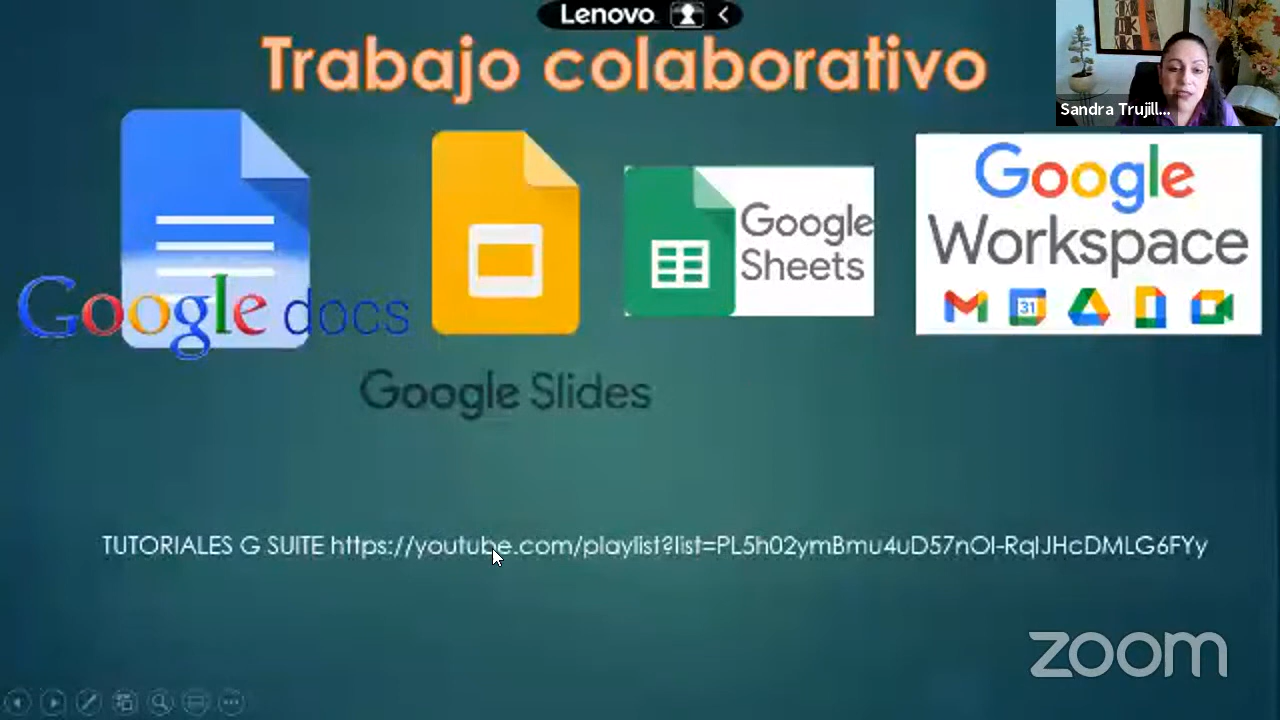 Lenovo
Trabajo colaborativo
Sandra Trujill...
Google docs
Google Slides
Google
Sheets
Google
Workspace
31
TUTORIALES G SUITE https://youtube.com/playlist?list=PL5h02ymBmu4uD57nOI-RqIJHcDMLG6FYy
zoom